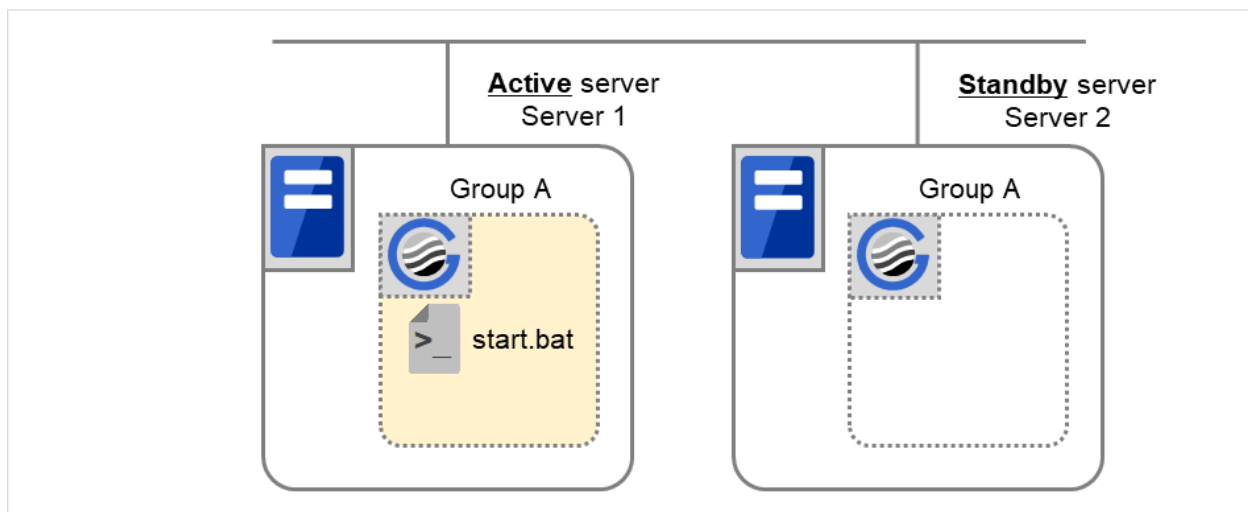 Active server
Server 1
Standby server
Server 2
Group A
>_ start.bat
Group A